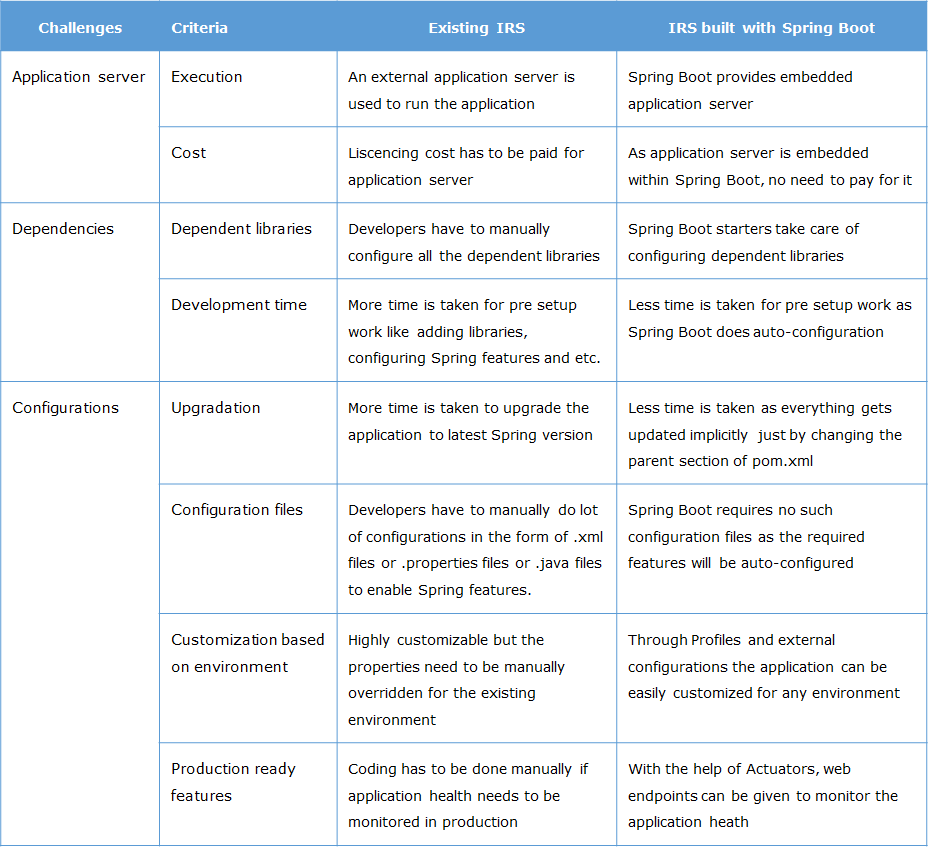 Challenges Criteria Existing IRS IRS built with Spring Boot
Application server
Execution
An external application server is
used to run the application
Spring Boot provides embedded
application server
Cost
Liscencing cost has to be paid for
application server
As application server is embedded
within Spring Boot, no need to pay for it
Dependencies
Dependent libraries
Developers have to manually
configure all the dependent libraries
Spring Boot starters take care of
configuring dependent libraries
Development time
More time is taken for pre setup
work like adding libraries,
configuring Spring features and etc.
Less time is taken for pre setup work as
Spring Boot does auto-configuration
Configurations
Upgradation
More time is taken to upgrade the
application to latest Spring version
Less time is taken as everything gets
updated implicitly just by changing the
parent section of pom.xml
Configuration files
Developers have to manually do lot
of configurations in the form of .xml
files or .properties files or .java files
to enable Spring features.
Spring Boot requires no such
configuration files as the required
features will be auto-configured
Customization based
on environment
Highly customizable but the
properties need to be manually
overridden for the existing
environment
Through Profiles and external
configurations the application can be
easily customized for any environment
Production ready
features
Coding has to be done manually if
application health needs to be
monitored in production
With the help of Actuators, web
endpoints can be given to monitor the
application heath